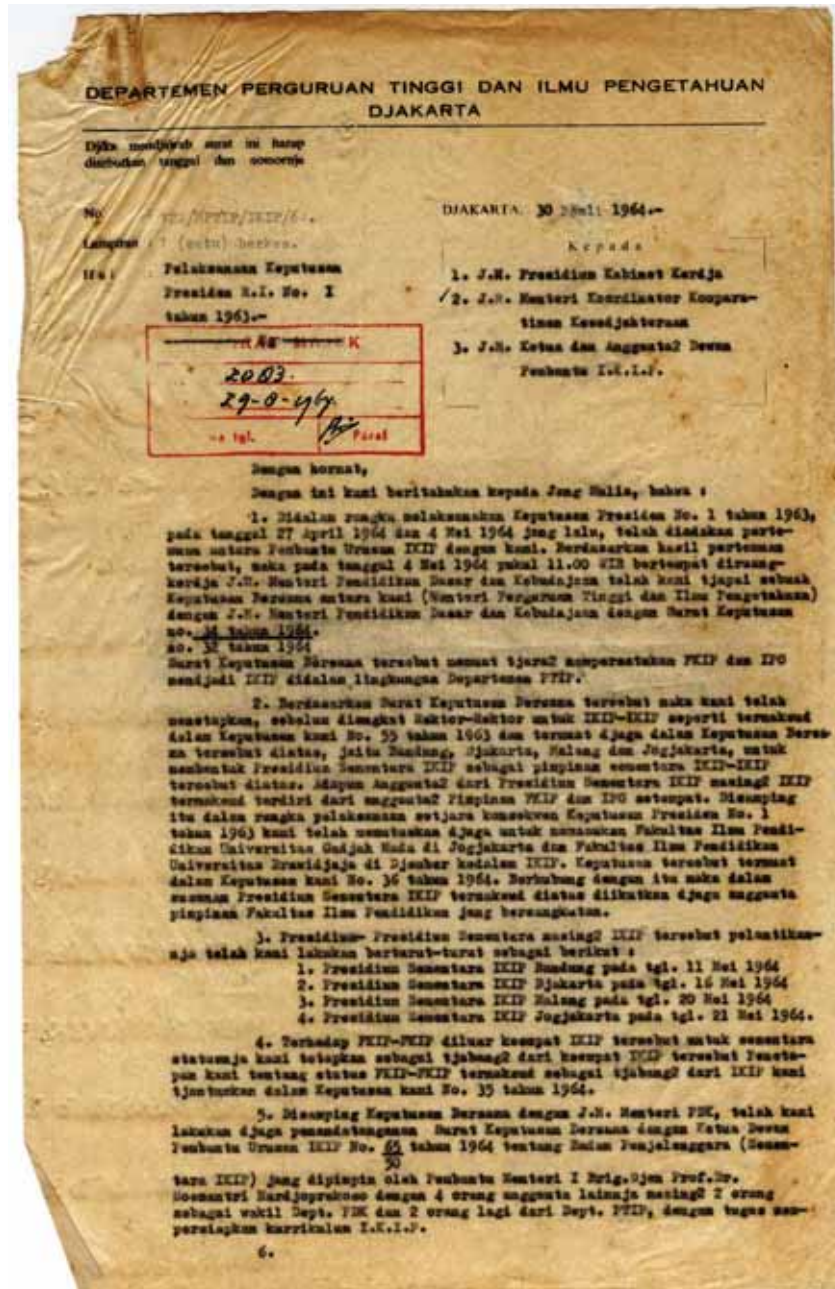 DEPARTEMEN PERGURUAN TINGGI DAN ILMU PENGETAHUAN
DJAKARTA
Djika mendjawab surat ini harap
disebutkan tanggal dan nomornja
No. /MPTIP/IKIP/6 .
DJAKARTA, 30 1964.-
Lampiran : 1 (satu) berkas.
Kepada
Hal : Pelaksanaan Keputusan
Presiden R.I. No. I
tahun 1963.-
1. J.M. Presidium Kabinet Kerdja
2. J.M. Menteri Koordinator Kompara-
timen Kesedjahteraan
3. J.M. Ketua dan Anggauta2 Dewan
Pembantu I.K.I.P.
K
2003.
29-8-1964.
tgl. Paraf
Dengan hormat,
Dengan ini kami beritahukan kepada Jang Mulia, bahwa :
1. Didalam rangka melaksanakan Keputusan Presiden No. 1 tahun 1963,
pada tanggal 27 April 1964 dan 4 Mei 1964 jang lalu, telah diadakan perte-
muan antara Pembantu Urusan IKIP dengan kami. Berdasarkan hasil pertemuan
tersebut, maka pada tanggal 4 Mei 1964 pukul 11.00 WIB bertempat diruang-
kerdja J.M. Menteri Pendidikan Dasar dan Kebudajaan telah kami tjapai sebuah
Keputusan Bersama antara kami (Menteri Perguruan Tinggi dan Ilmu Pengetahuan)
dengan J.M. Menteri Pendidikan Dasar dan Kebudajaan dengan Surat Keputusan
no. 34 tahun 1964.
no. 32 tahun 1964
Surat Keputusan Bersama tersebut memuat tjara2 mempersatukan FKIP dan IPG
mendjadi IKIP didalam lingkungan Departemen PTIP.
2. Berdasarkan Surat Keputusan Bersama tersebut maka kami telah
menetapkan, sebelum diangkat Rektor-Rektor untuk IKIP-IKIP seperti termaksud
dalam Keputusan kami No. 55 tahun 1963 dan termuat djuga dalam Keputusan Bersa-
ma tersebut diatas, jaitu Bandung, Djakarta, Malang dan Jogjakarta, untuk
membentuk Presidium Sementara IKIP sebagai pimpinan sementara IKIP-IKIP
tersebut diatas. Adapun Anggauta2 dari Presidium Sementara IKIP masing2 IKIP
termaksud terdiri dari anggauta2 Pimpinan FKIP dan IPG setempat. Disamping
itu dalam rangka pelaksanaan setjara konsekwen Keputusan Presiden No. 1
tahun 1963 kami telah memutuskan djuga untuk memasukan Fakultas Ilmu Pendi-
dikan Universitas Gadjah Mada di Jogjakarta dan Fakultas Ilmu Pendidikan
Universitas Brawidjaja di Djember kedalam IKIP. Keputusan tersebut termuat
dalam Keputusan kami No. 36 tahun 1964. Berhubung dengan itu maka dalam
susunan Presidium Sementara IKIP termaksud diatas diikutkan djuga anggauta
pimpinan Fakultas Ilmu Pendidikan jang bersangkutan.
3. Presidium- Presidium Sementara masing2 IKIP tersebut pelantikan-
nja telah kami lakukan berturut-turut sebagai berikut :
1. Presidium Sementara IKIP Bandung pada tgl. 11 Mei 1964
2. Presidium Sementara IKIP Djakarta pada tgl. 16 Mei 1964
3. Presidium Sementara IKIP Malang pada tgl. 20 Mei 1964
4. Presidium Sementara IKIP Jogjakarta pada tgl. 21 Mei 1964.
4. Terhadap FKIP-FKIP diluar keempat IKIP tersebut untuk sementara
statusnja kami tetapkan sebagai tjabang2 dari keempat IKIP tersebut Peneta-
pan kami tentang status FKIP-FKIP termaksud sebagai tjabang2 dari IKIP kami
tjantumkan dalam Keputusan kami No. 35 tahun 1964.
5. Disamping Keputusan Bersama dengan J.M. Menteri PDK, telah kami
lakukan djuga penandatanganan Surat Keputusan Bersama dengan Ketua Dewan
Pembantu Urusan IKIP No. 65 tahun 1964 tentang Badan Penjelenggara (Semen-
50
tara IKIP) jang dipimpin oleh Pembantu Menteri I Brig.Djen Prof.Dr.
Soemantri Hardjoprakoso dengan 4 orang anggauta lainnja masing2 2 orang
sebagai wakil Dept. PDK dan 2 orang lagi dari Dept. PTIP, dengan tugas mem-
persiapkan kurrikulum I.K.I.P.
6.